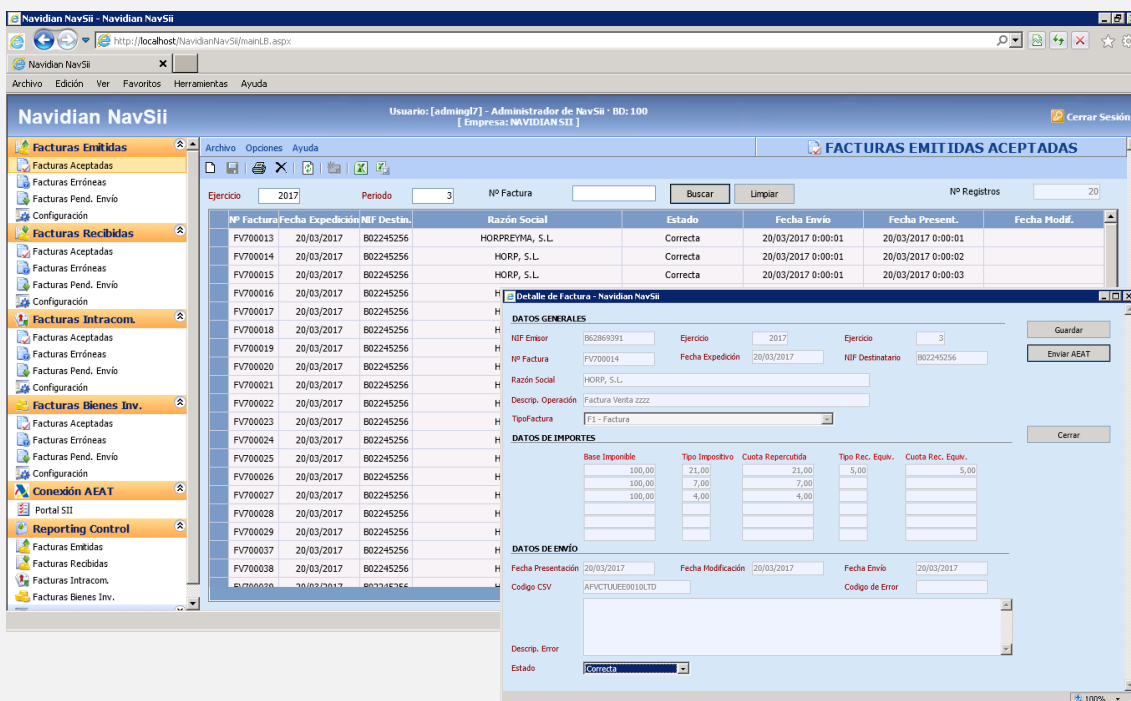 Navidian NavSii - Navidian NavSii
http://localhost/NavidianNavSii/mainLB.aspx
Navidian NavSii
Archivo Edición Ver Favoritos Herramientas Ayuda
Navidian NavSii
Usuario: [admingl7] - Administrador de NavSii · BD: 100
[ Empresa: NAVIDIAN SII ]
Cerrar Sesión
Facturas Emitidas
Facturas Aceptadas
Facturas Erróneas
Facturas Pend. Envío
Configuración
Facturas Recibidas
Facturas Aceptadas
Facturas Erróneas
Facturas Pend. Envío
Configuración
Facturas Intracom.
Facturas Aceptadas
Facturas Erróneas
Facturas Pend. Envío
Configuración
Facturas Bienes Inv.
Facturas Aceptadas
Facturas Erróneas
Facturas Pend. Envío
Configuración
Conexión AEAT
Portal SII
Reporting Control
Facturas Emitidas
Facturas Recibidas
Facturas Intracom.
Facturas Bienes Inv.
Archivo Opciones Ayuda
FACTURAS EMITIDAS ACEPTADAS
Ejercicio 2017 Periodo 3 Nº Factura Buscar Limpiar Nº Registros 20
Nº Factura Fecha Expedición NIF Destin. Razón Social Estado Fecha Envío Fecha Present. Fecha Modif.
FV700013 20/03/2017 B02245256 HORPREYMA, S.L. Correcta 20/03/2017 0:00:01 20/03/2017 0:00:01
FV700014 20/03/2017 B02245256 HORP, S.L. Correcta 20/03/2017 0:00:01 20/03/2017 0:00:02
FV700015 20/03/2017 B02245256 HORP, S.L. Correcta 20/03/2017 0:00:01 20/03/2017 0:00:03
FV700016 20/03/2017 B02245256 H
FV700017 20/03/2017 B02245256 H
FV700018 20/03/2017 B02245256 H
FV700019 20/03/2017 B02245256 H
FV700020 20/03/2017 B02245256 H
FV700021 20/03/2017 B02245256 H
FV700022 20/03/2017 B02245256 H
FV700023 20/03/2017 B02245256 H
FV700024 20/03/2017 B02245256 H
FV700025 20/03/2017 B02245256 H
FV700026 20/03/2017 B02245256 H
FV700027 20/03/2017 B02245256 H
FV700028 20/03/2017 B02245256 H
FV700029 20/03/2017 B02245256 H
FV700037 20/03/2017 B02245256 H
FV700038 20/03/2017 B02245256 H
FV700039 20/03/2017 B02245256 H
Detalle de Factura - Navidian NavSii
DATOS GENERALES
NIF Emisor B62869391 Ejercicio 2017 Ejercicio 3
Nº Factura FV700014 Fecha Expedición 20/03/2017 NIF Destinatario B02245256
Razón Social HORP, S.L.
Descrip. Operación Factura Venta zzzz
TipoFactura F1 - Factura
Guardar
Enviar AEAT
Cerrar
DATOS DE IMPORTES
Base Imponible Tipo Impositivo Cuota Repercutida Tipo Rec. Equiv. Cuota Rec. Equiv.
100,00 21,00 21,00 5,00 5,00
100,00 7,00 7,00
100,00 4,00 4,00
DATOS DE ENVÍO
Fecha Presentación 20/03/2017 Fecha Modificación 20/03/2017 Fecha Envío 20/03/2017
Codigo CSV AFVCTUUEE0010LTD Codigo de Error
Descrip. Error
Estado Correcta
100%